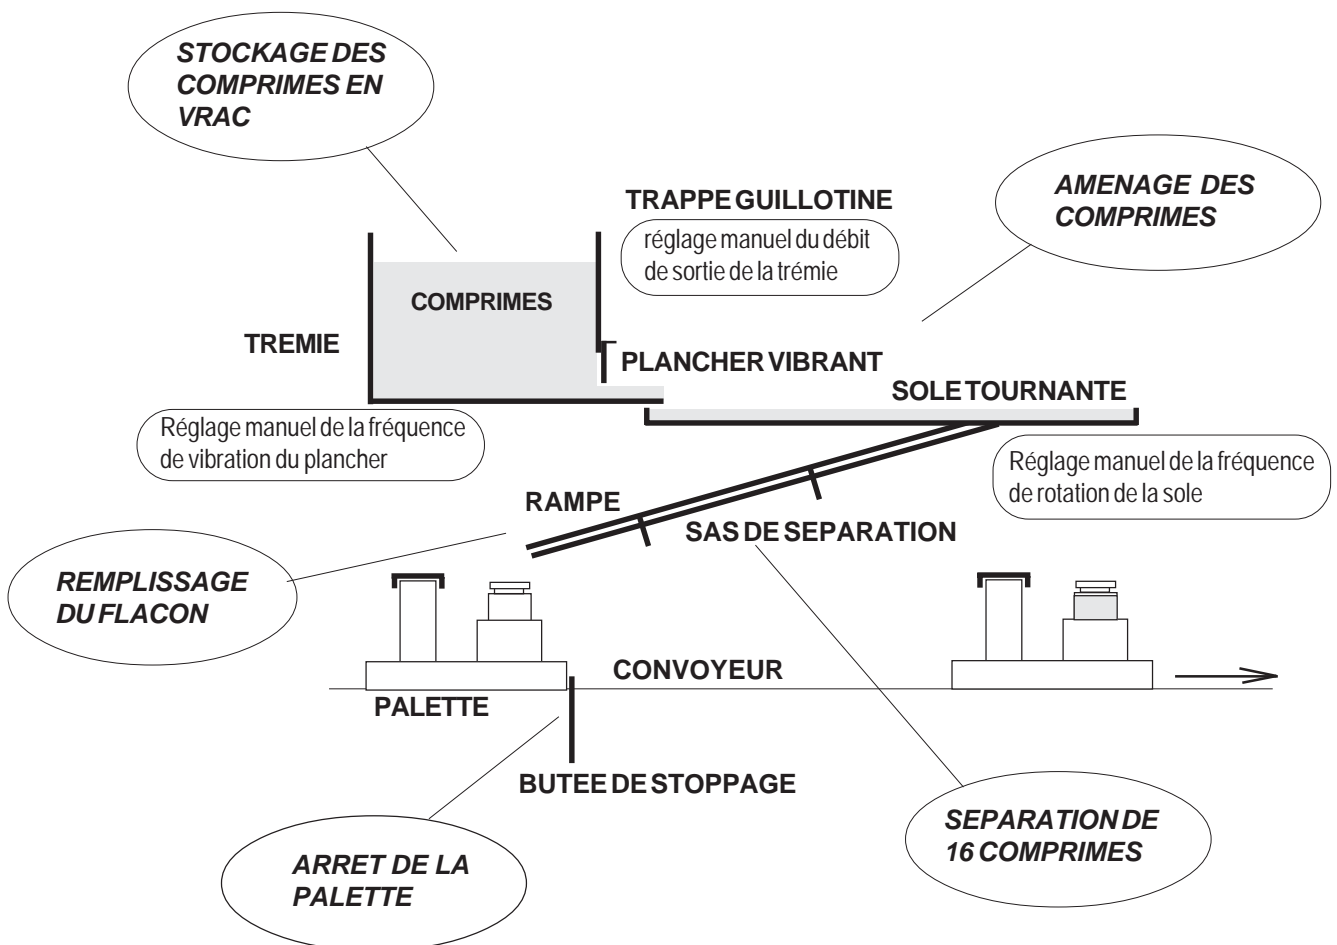 STOCKAGE DES
COMPRIMES EN
VRAC
AMENAGE DES
COMPRIMES
TRAPPE GUILLOTINE
réglage manuel du débit
de sortie de la trémie
COMPRIMES
TREMIE
PLANCHER VIBRANT
SOLE TOURNANTE
Réglage manuel de la fréquence
de vibration du plancher
Réglage manuel de la fréquence
de rotation de la sole
RAMPE
SAS DE SEPARATION
REMPLISSAGE
DU FLACON
CONVOYEUR
PALETTE
BUTEE DE STOPPAGE
SEPARATION DE
16 COMPRIMES
ARRET DE LA
PALETTE